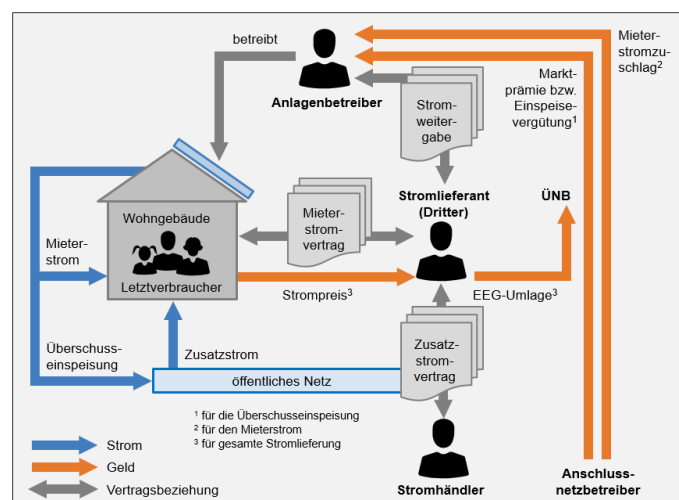 betreibt
Anlagenbetreiber
Mieter-
stromzu-
schlag²
Markt-
prämie bzw.
Einspeise-
vergütung¹
Strom-
weiter-
gabe
Stromlieferant
(Dritter)
ÜNB
Wohngebäude
Letztverbraucher
Mieter-
strom-
vertrag
Mieter-
strom
Strompreis³
EEG-Umlage³
Überschuss-
einspeisung
Zusatzstrom
Zusatz-
strom-
vertrag
öffentliches Netz
¹ für die Überschusseinspeisung
² für den Mieterstrom
³ für gesamte Stromlieferung
Strom
Geld
Vertragsbeziehung
Stromhändler
Anschluss-
netzbetreiber